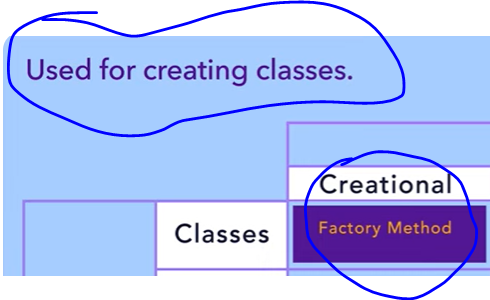 Used for creating classes.
Creational
Classes
Factory Method